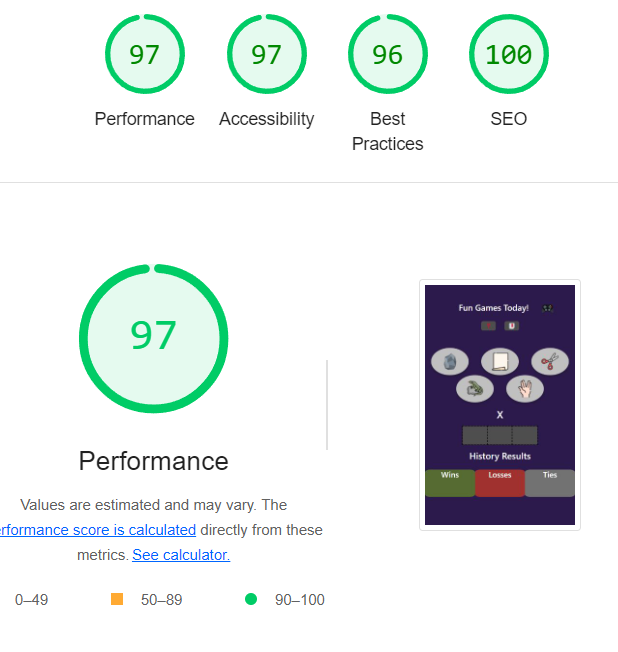 97
97
96
100
Performance
Accessibility
Best
Practices
SEO
97
Performance
Values are estimated and may vary. The
erformance score is calculated directly from these
metrics. See calculator.
0–49
50–89
90–100
Fun Games Today!
X
History Results
Wins
Losses
Ties